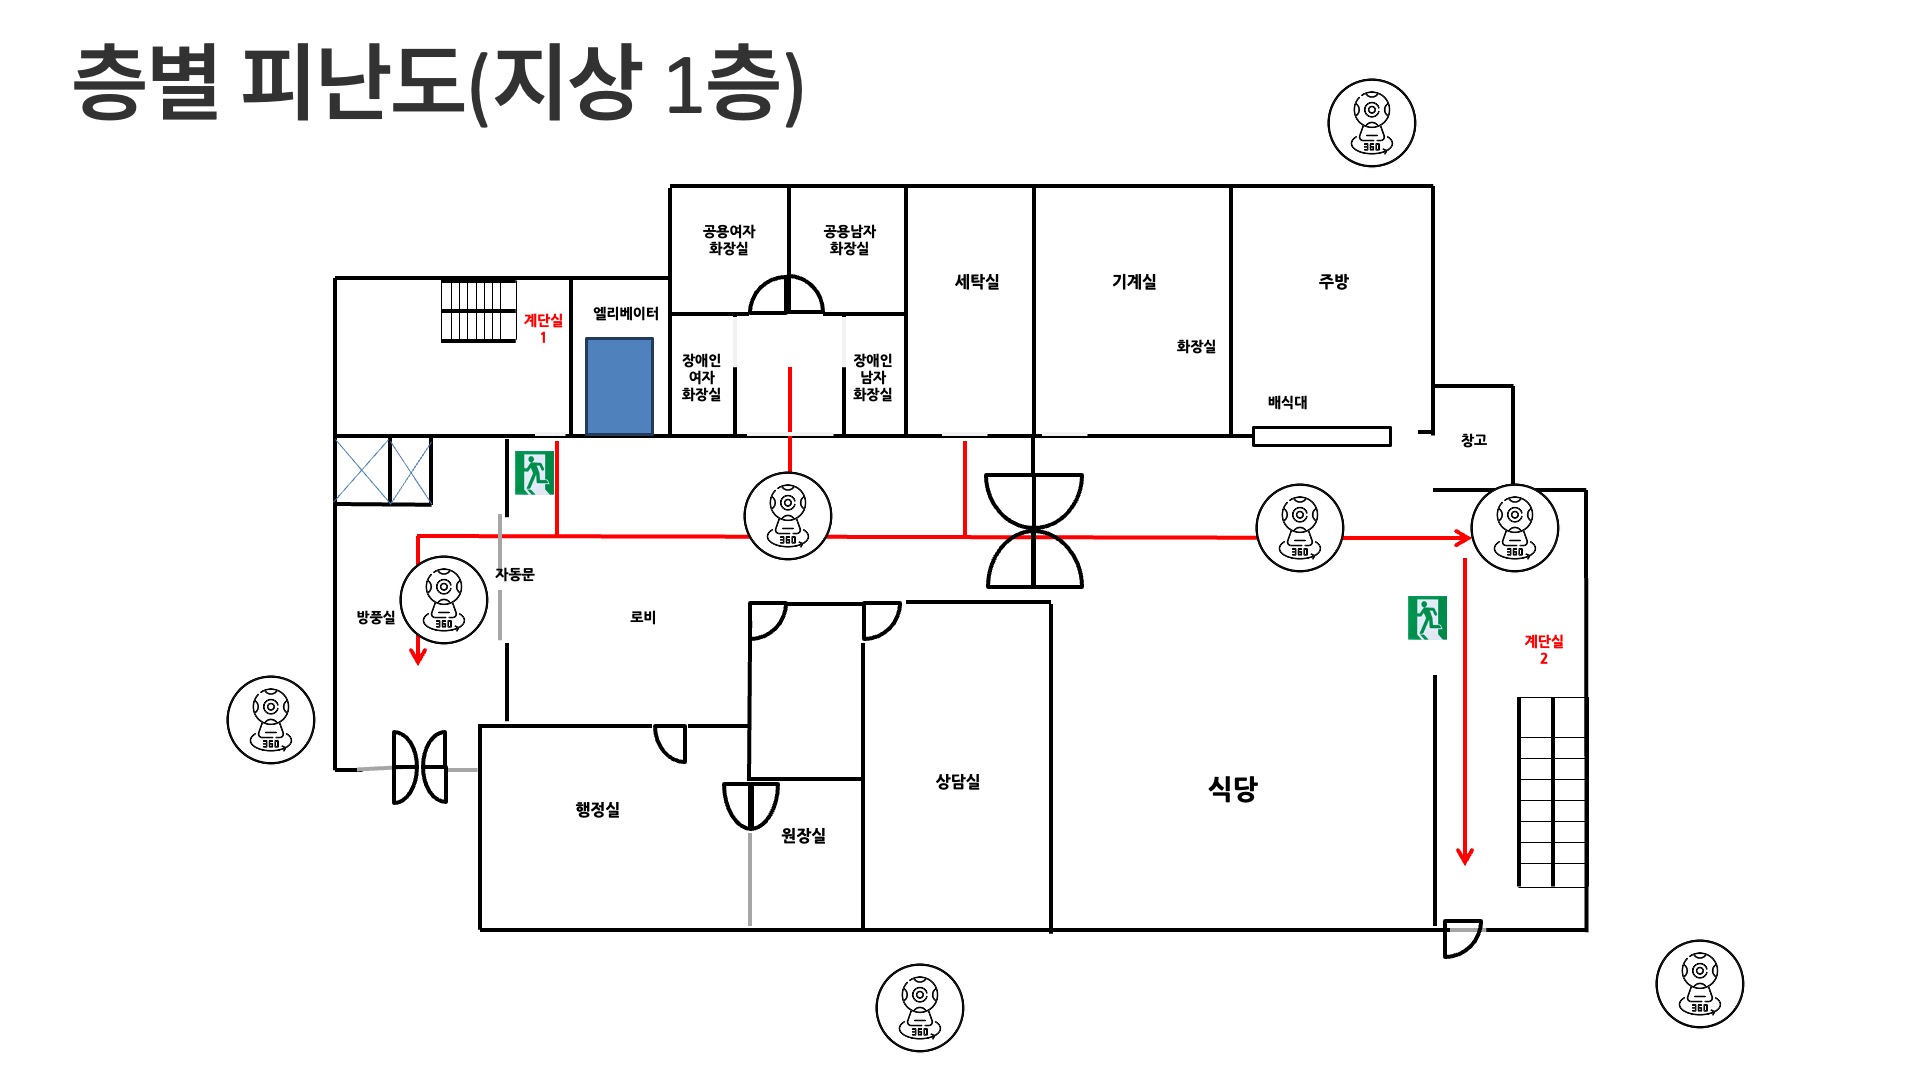 층별 피난도(지상 1층)
360
공용여자
화장실
공용남자
화장실
세탁실
기계실
주방
계단실
1
엘리베이터
화장실
장애인
여자
화장실
장애인
남자
화장실
배식대
창고
360
360
360
자동문
방풍실
360
로비
계단실
2
360
상담실
식당
행정실
원장실
360
360